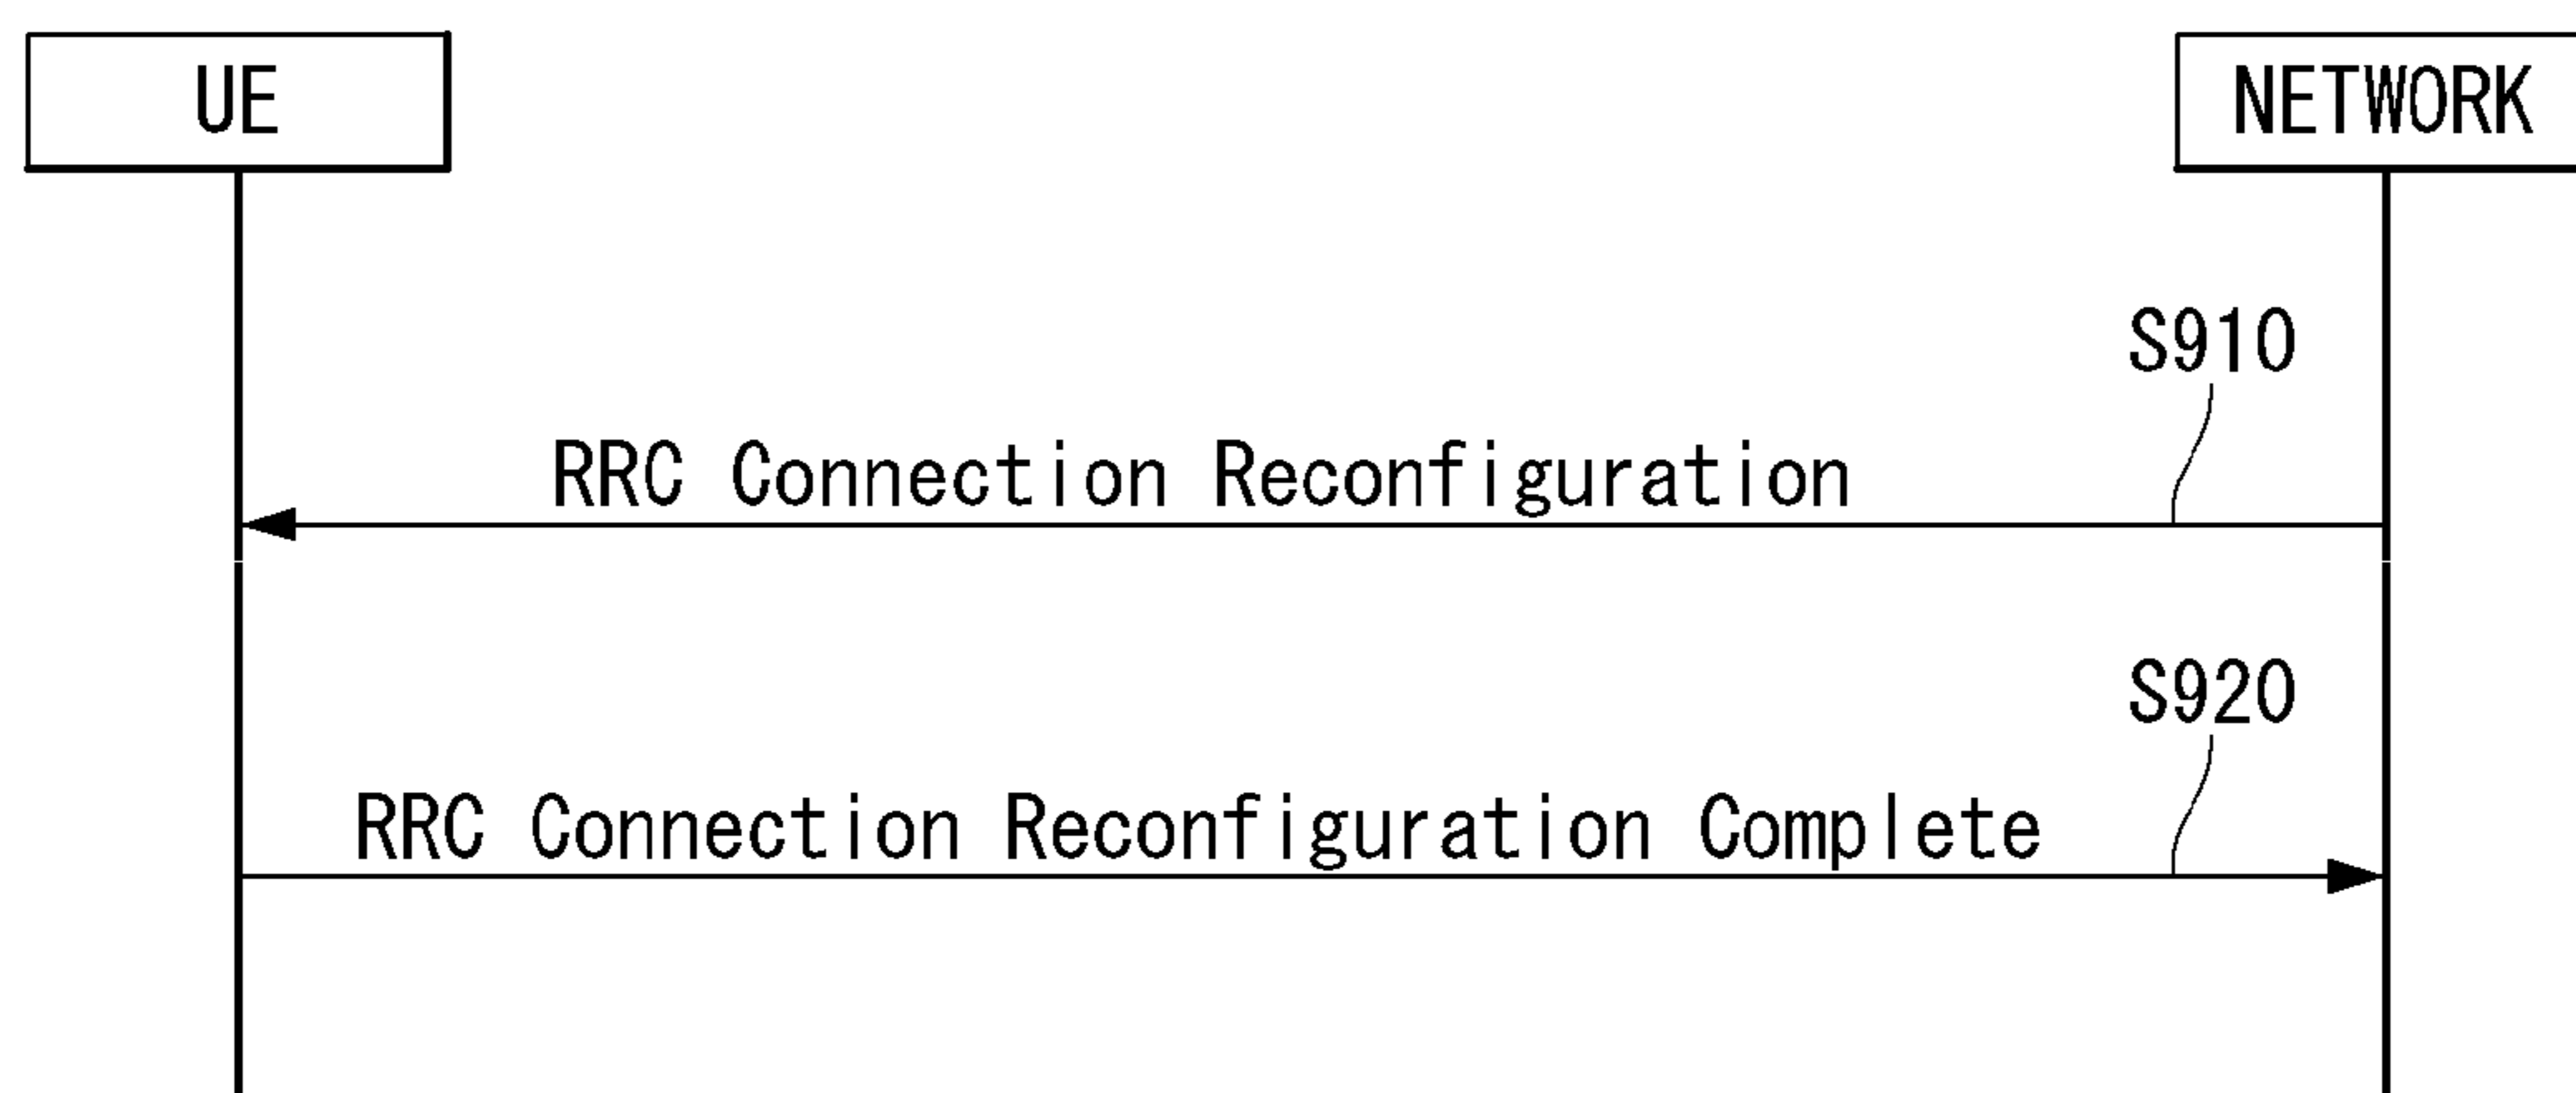 UE
NETWORK
S910
RRC Connection Reconfiguration
S920
RRC Connection Reconfiguration Complete